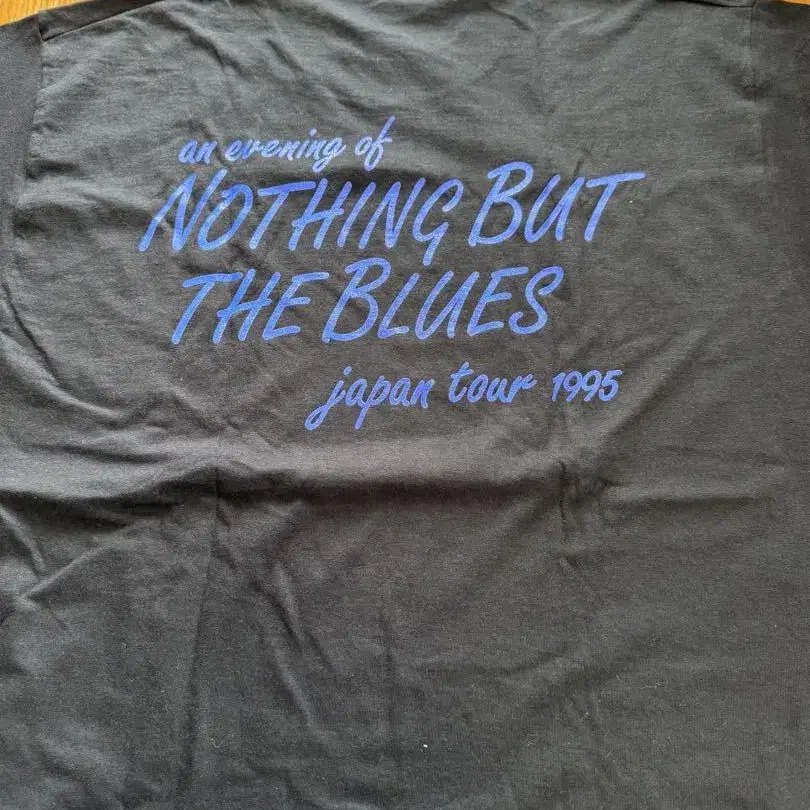 an evening of
NOTHING BUT
THE BLUES
japan tour 1995